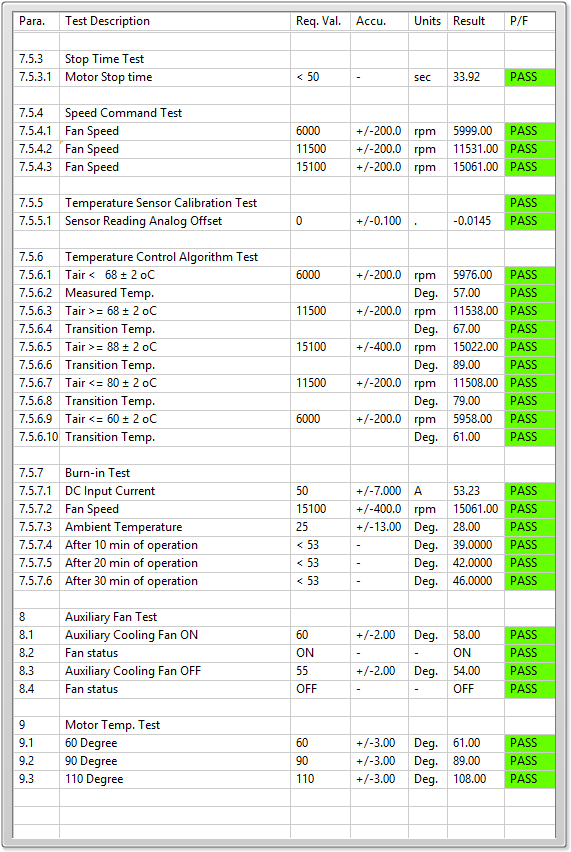 Para. Test Description Req. Val. Accu. Units Result P/F
7.5.3 Stop Time Test
7.5.3.1 Motor Stop time < 50 - sec 33.92 PASS
7.5.4 Speed Command Test
7.5.4.1 Fan Speed 6000 +/-200.0 rpm 5999.00 PASS
7.5.4.2 Fan Speed 11500 +/-200.0 rpm 11531.00 PASS
7.5.4.3 Fan Speed 15100 +/-200.0 rpm 15061.00 PASS
7.5.5 Temperature Sensor Calibration Test PASS
7.5.5.1 Sensor Reading Analog Offset 0 +/-0.100 . -0.0145 PASS
7.5.6 Temperature Control Algorithm Test
7.5.6.1 Tair < 68 ± 2 oC 6000 +/-200.0 rpm 5976.00 PASS
7.5.6.2 Measured Temp. Deg. 57.00 PASS
7.5.6.3 Tair >= 68 ± 2 oC 11500 +/-200.0 rpm 11538.00 PASS
7.5.6.4 Transition Temp. Deg. 67.00 PASS
7.5.6.5 Tair >= 88 ± 2 oC 15100 +/-400.0 rpm 15022.00 PASS
7.5.6.6 Transition Temp. Deg. 89.00 PASS
7.5.6.7 Tair <= 80 ± 2 oC 11500 +/-200.0 rpm 11508.00 PASS
7.5.6.8 Transition Temp. Deg. 79.00 PASS
7.5.6.9 Tair <= 60 ± 2 oC 6000 +/-200.0 rpm 5958.00 PASS
7.5.6.10 Transition Temp. Deg. 61.00 PASS
7.5.7 Burn-in Test
7.5.7.1 DC Input Current 50 +/-7.000 A 53.23 PASS
7.5.7.2 Fan Speed 15100 +/-400.0 rpm 15061.00 PASS
7.5.7.3 Ambient Temperature 25 +/-13.00 Deg. 28.00 PASS
7.5.7.4 After 10 min of operation < 53 - Deg. 39.0000 PASS
7.5.7.5 After 20 min of operation < 53 - Deg. 42.0000 PASS
7.5.7.6 After 30 min of operation < 53 - Deg. 46.0000 PASS
8 Auxiliary Fan Test
8.1 Auxiliary Cooling Fan ON 60 +/-2.00 Deg. 58.00 PASS
8.2 Fan status ON - - ON PASS
8.3 Auxiliary Cooling Fan OFF 55 +/-2.00 Deg. 54.00 PASS
8.4 Fan status OFF - - OFF PASS
9 Motor Temp. Test
9.1 60 Degree 60 +/-3.00 Deg. 61.00 PASS
9.2 90 Degree 90 +/-3.00 Deg. 89.00 PASS
9.3 110 Degree 110 +/-3.00 Deg. 108.00 PASS